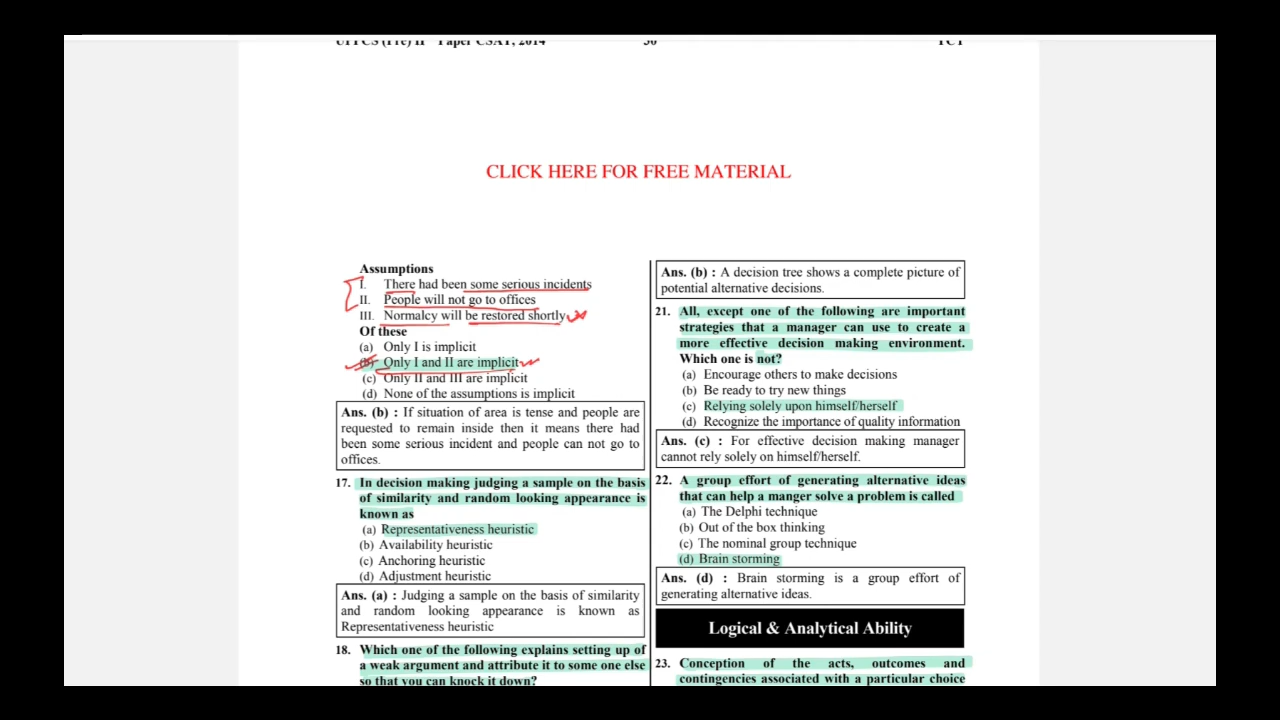 UPPCS (Pre) IInd Paper CSAT, 2014 30 YCT
CLICK HERE FOR FREE MATERIAL
Assumptions
I. There had been some serious incidents
II. People will not go to offices
III. Normalcy will be restored shortly
Of these
(a) Only I is implicit
(b) Only I and II are implicit
(c) Only II and III are implicit
(d) None of the assumptions is implicit
Ans. (b) : If situation of area is tense and people are
requested to remain inside then it means there had
been some serious incident and people can not go to
offices.
17. In decision making judging a sample on the basis
of similarity and random looking appearance is
known as
(a) Representativeness heuristic
(b) Availability heuristic
(c) Anchoring heuristic
(d) Adjustment heuristic
Ans. (a) : Judging a sample on the basis of similarity
and random looking appearance is known as
Representativeness heuristic
18. Which one of the following explains setting up of
a weak argument and attribute it to some one else
so that you can knock it down?
Ans. (b) : A decision tree shows a complete picture of
potential alternative decisions.
21. All, except one of the following are important
strategies that a manager can use to create a
more effective decision making environment.
Which one is not?
(a) Encourage others to make decisions
(b) Be ready to try new things
(c) Relying solely upon himself/herself
(d) Recognize the importance of quality information
Ans. (c) : For effective decision making manager
cannot rely solely on himself/herself.
22. A group effort of generating alternative ideas
that can help a manger solve a problem is called
(a) The Delphi technique
(b) Out of the box thinking
(c) The nominal group technique
(d) Brain storming
Ans. (d) : Brain storming is a group effort of
generating alternative ideas.
Logical & Analytical Ability
23. Conception of the acts, outcomes and
contingencies associated with a particular choice